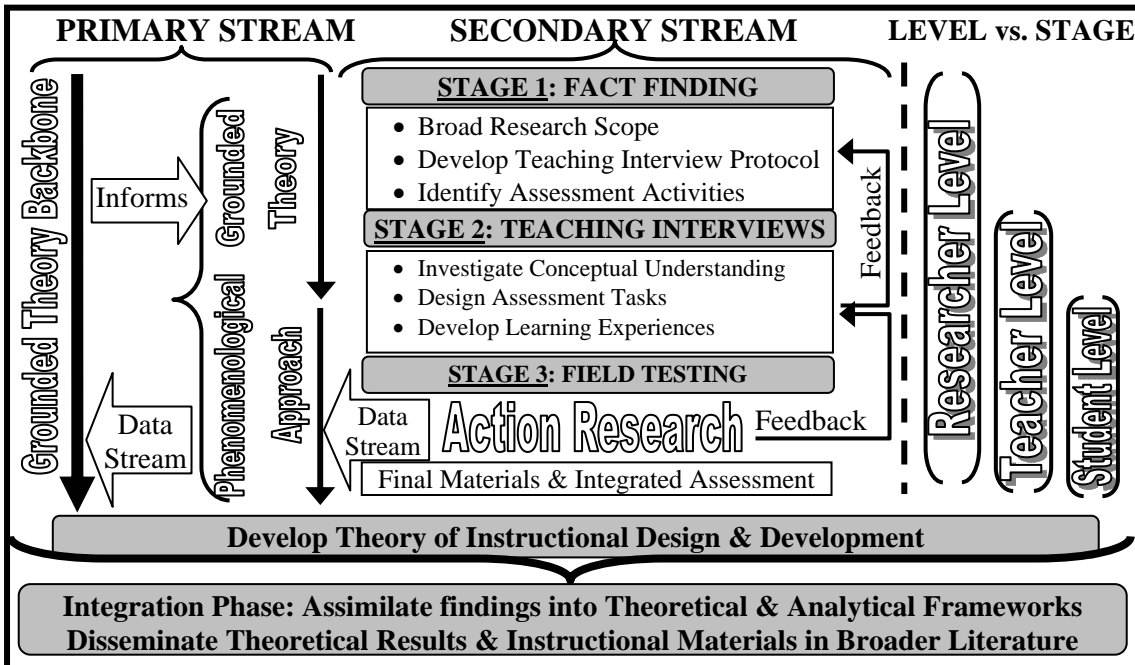 PRIMARY STREAM
SECONDARY STREAM
LEVEL vs. STAGE
Grounded Theory Backbone
Informs
Data
Stream
Grounded
Theory
Phenomenological
Approach
STAGE 1: FACT FINDING
• Broad Research Scope
• Develop Teaching Interview Protocol
• Identify Assessment Activities
STAGE 2: TEACHING INTERVIEWS
• Investigate Conceptual Understanding
• Design Assessment Tasks
• Develop Learning Experiences
STAGE 3: FIELD TESTING
Data
Stream
Action Research
Feedback
Final Materials & Integrated Assessment
Feedback
Researcher Level
Teacher Level
Student Level
Develop Theory of Instructional Design & Development
Integration Phase: Assimilate findings into Theoretical & Analytical Frameworks
Disseminate Theoretical Results & Instructional Materials in Broader Literature